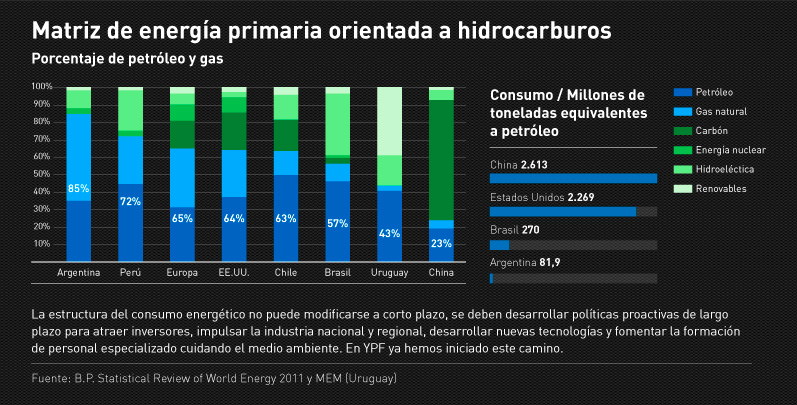 Matriz de energía primaria orientada a hidrocarburos
Porcentaje de petróleo y gas
100%
90%
80%
70%
60%
50%
40%
30%
20%
10%
85%
72%
65%
64%
63%
57%
43%
23%
Argentina
Perú
Europa
EE.UU.
Chile
Brasil
Uruguay
China
Consumo / Millones de
toneladas equivalentes
a petróleo
China 2.613
Estados Unidos 2.269
Brasil 270
Argentina 81,9
Petróleo
Gas natural
Carbón
Energía nuclear
Hidroeléctica
Renovables
La estructura del consumo energético no puede modificarse a corto plazo, se deben desarrollar políticas proactivas de largo
plazo para atraer inversores, impulsar la industria nacional y regional, desarrollar nuevas tecnologías y fomentar la formación
de personal especializado cuidando el medio ambiente. En YPF ya hemos iniciado este camino.
Fuente: B.P. Statistical Review of World Energy 2011 y MEM (Uruguay)